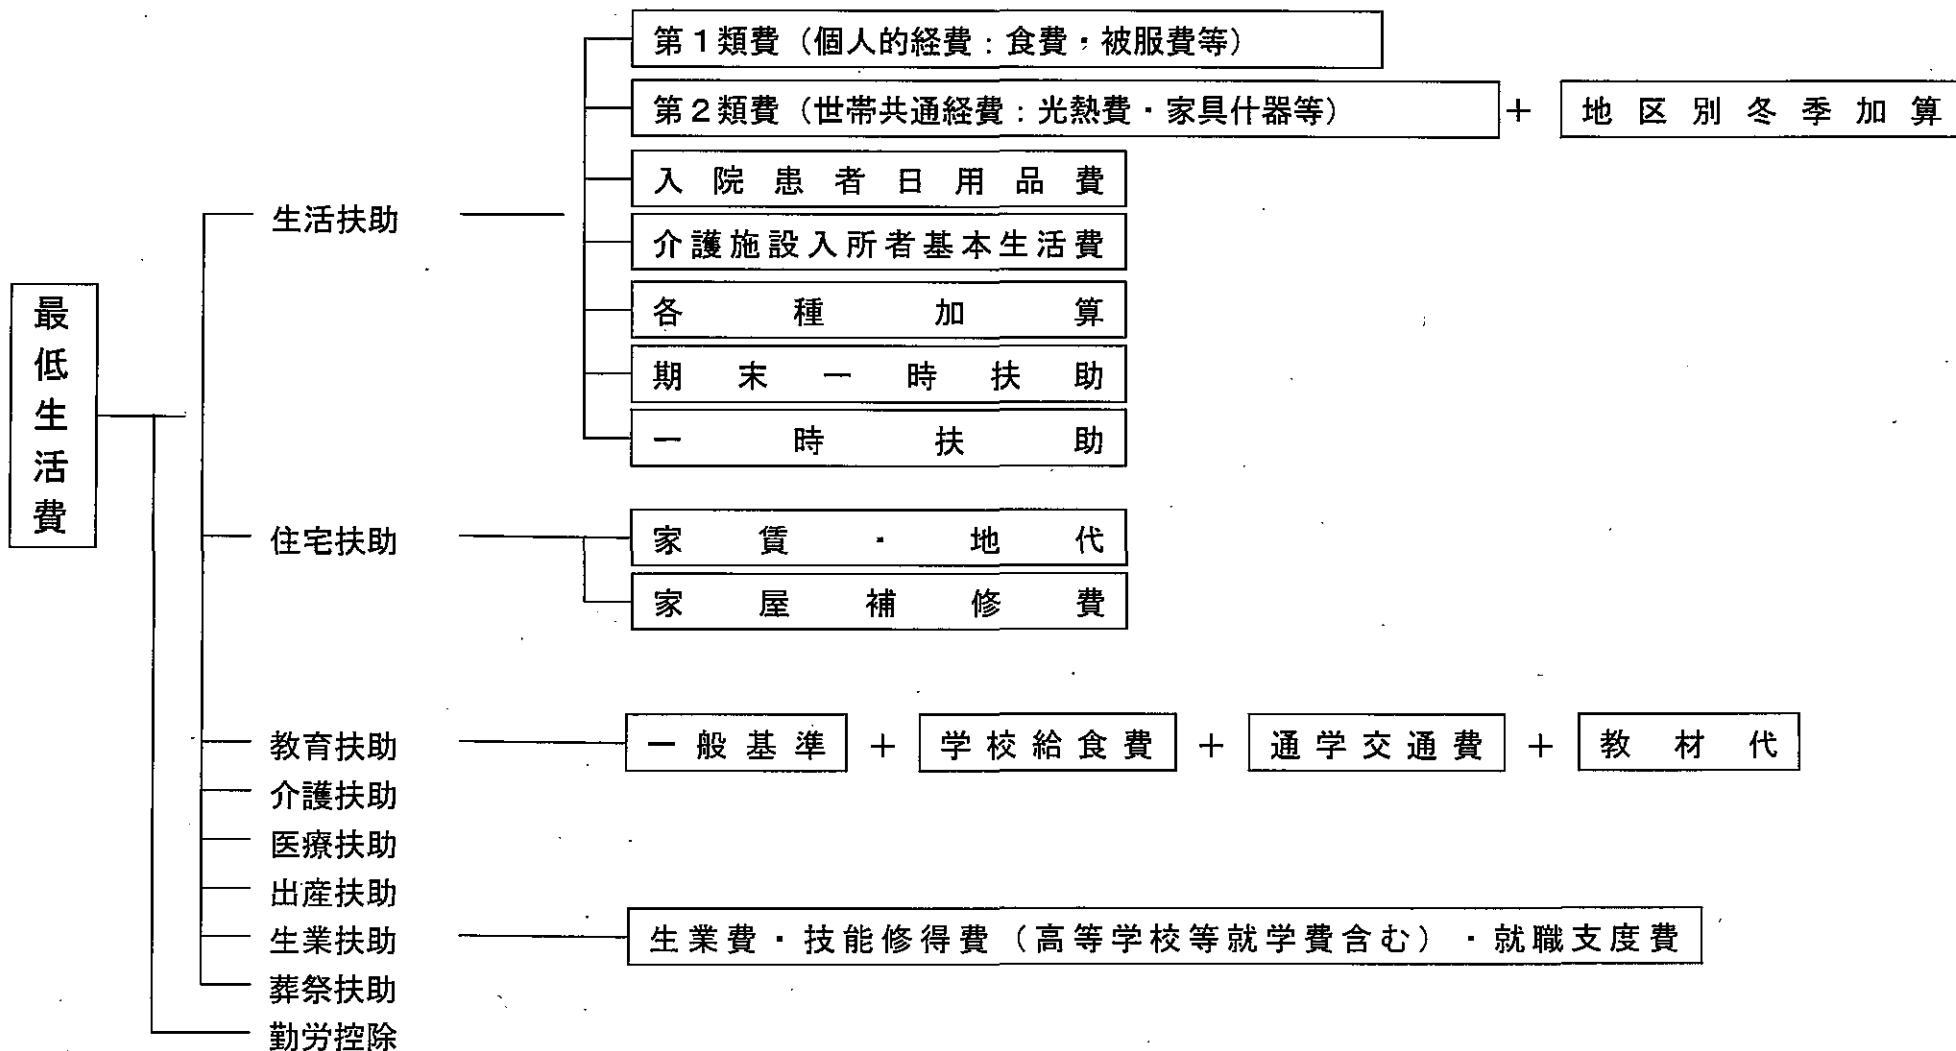 最低生活費
生活扶助
第1類費（個人的経費：食費・被服費等）
第2類費（世帯共通経費：光熱費・家具什器等） ＋ 地区別冬季加算
入院患者日用品費
介護施設入所者基本生活費
各種加算
期末一時扶助
一時扶助
住宅扶助
家賃・地代
家屋補修費
教育扶助
一般基準 ＋ 学校給食費 ＋ 通学交通費 ＋ 教材代
介護扶助
医療扶助
出産扶助
生業扶助
生業費・技能修得費（高等学校等就学費含む）・就職支度費
葬祭扶助
勤労控除